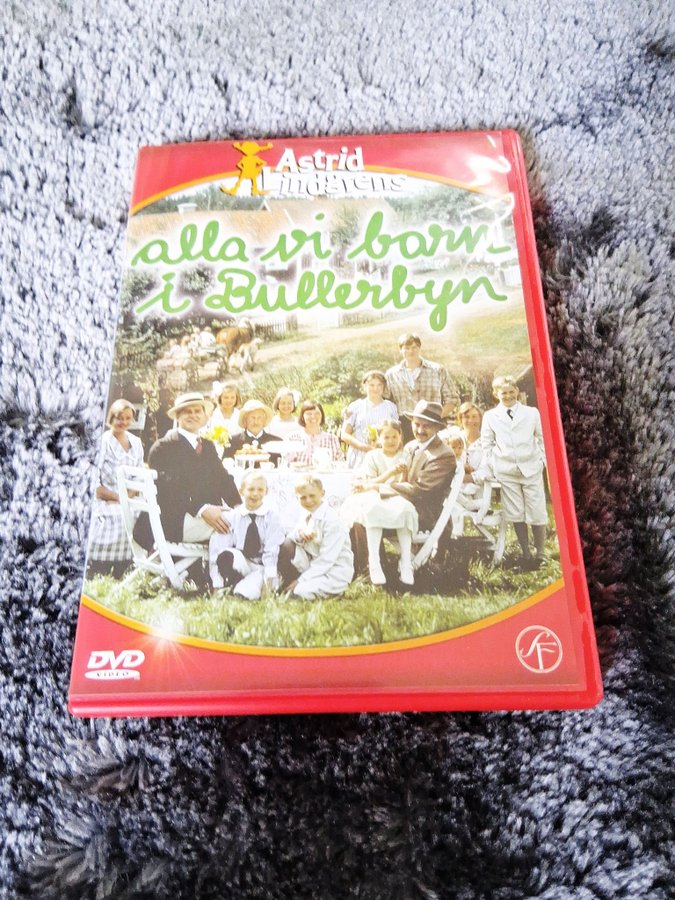 Astrid
Lindgrens
alla vi barn
i Bullerbyn
DVD
VIDEO
SF